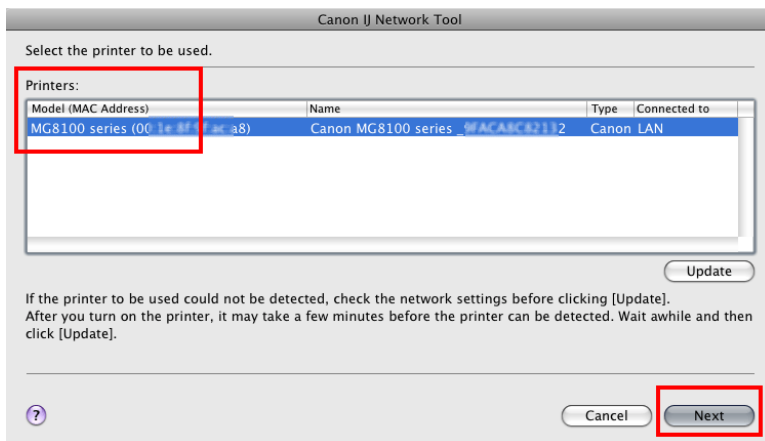 Canon IJ Network Tool
Select the printer to be used.
Printers:
Model (MAC Address) Name Type Connected to
MG8100 series (00 a8) Canon MG8100 series _ 2 Canon LAN
Update
If the printer to be used could not be detected, check the network settings before clicking [Update].
After you turn on the printer, it may take a few minutes before the printer can be detected. Wait awhile and then
click [Update].
? Cancel Next